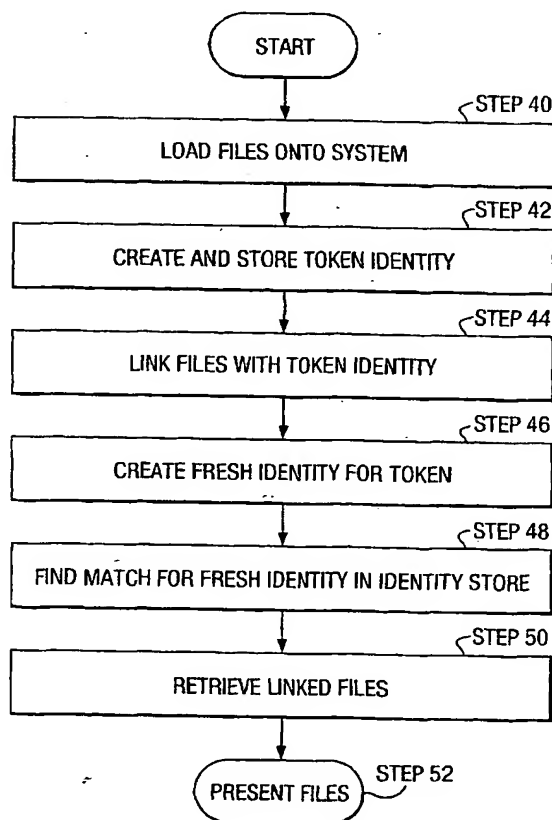 START
STEP 40
LOAD FILES ONTO SYSTEM
STEP 42
CREATE AND STORE TOKEN IDENTITY
STEP 44
LINK FILES WITH TOKEN IDENTITY
STEP 46
CREATE FRESH IDENTITY FOR TOKEN
STEP 48
FIND MATCH FOR FRESH IDENTITY IN IDENTITY STORE
STEP 50
RETRIEVE LINKED FILES
STEP 52
PRESENT FILES